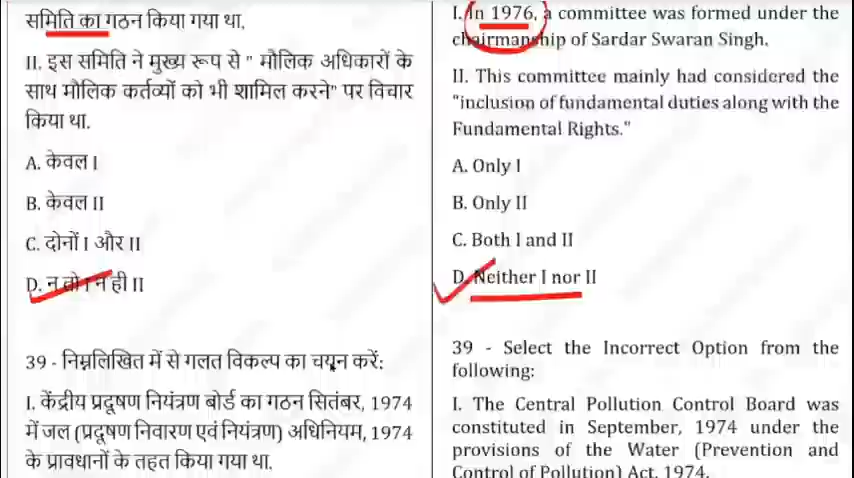 समिति का गठन किया गया था.
II. इस समिति ने मुख्य रूप से " मौलिक अधिकारों के
साथ मौलिक कर्तव्यों को भी शामिल करने" पर विचार
किया था.
A. केवल I
B. केवल II
C. दोनों I और II
D. न तो I न ही II
39 - निम्नलिखित में से गलत विकल्प का चयन करें:
I. केंद्रीय प्रदूषण नियंत्रण बोर्ड का गठन सितंबर, 1974
में जल (प्रदूषण निवारण एवं नियंत्रण) अधिनियम, 1974
के प्रावधानों के तहत किया गया था.
I. In 1976, a committee was formed under the
chairmanship of Sardar Swaran Singh.
II. This committee mainly had considered the
"inclusion of fundamental duties along with the
Fundamental Rights."
A. Only I
B. Only II
C. Both I and II
D. Neither I nor II
39 - Select the Incorrect Option from the
following:
I. The Central Pollution Control Board was
constituted in September, 1974 under the
provisions of the Water (Prevention and
Control of Pollution) Act, 1974.